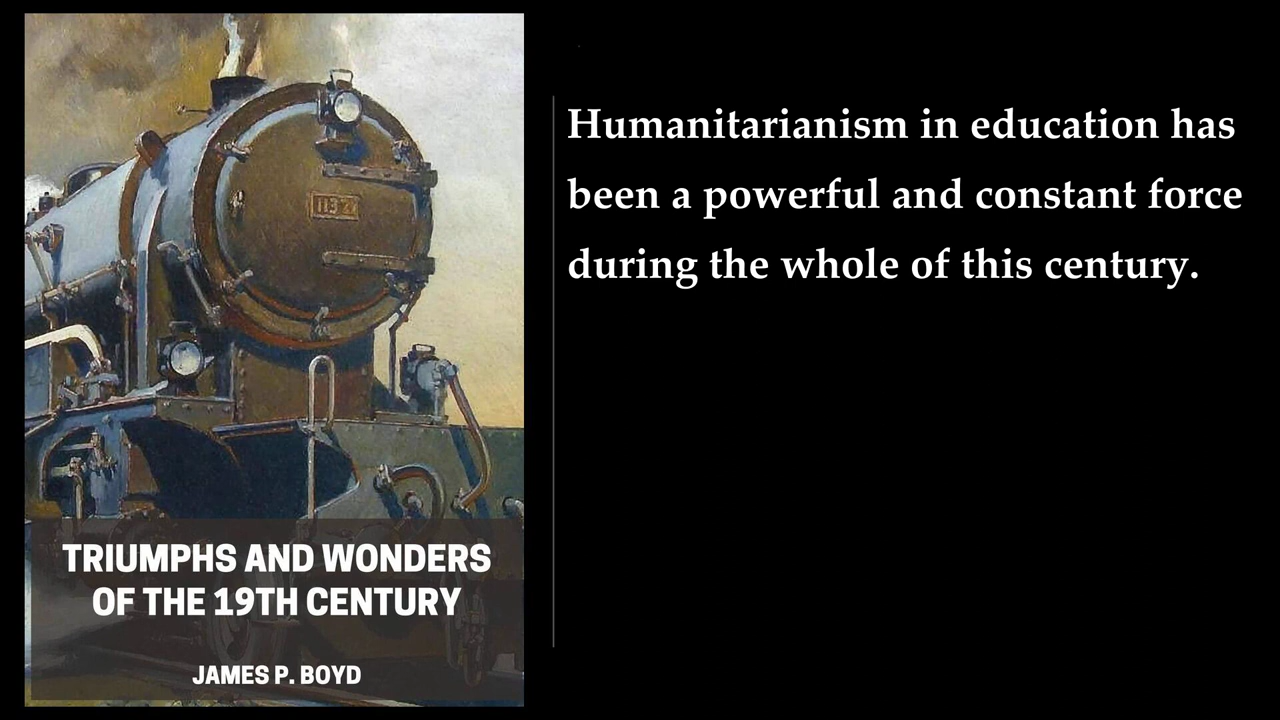 Humanitarianism in education has
been a powerful and constant force
during the whole of this century.
TRIUMPHS AND WONDERS
OF THE 19TH CENTURY
JAMES P. BOYD